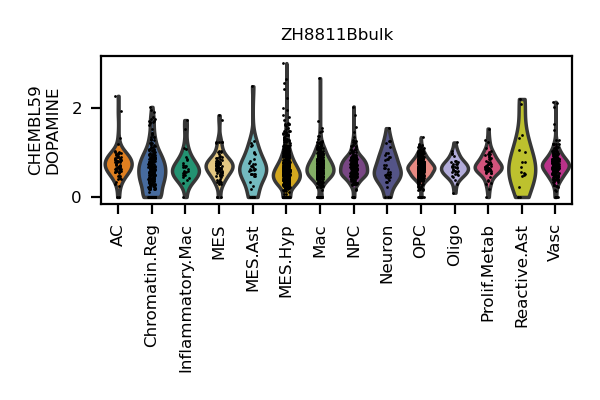 ZH8811Bbulk
CHEMBL59
DOPAMINE
2
0
AC
Chromatin.Reg
Inflammatory.Mac
MES
MES.Ast
MES.Hyp
Mac
NPC
Neuron
OPC
Oligo
Prolif.Metab
Reactive.Ast
Vasc